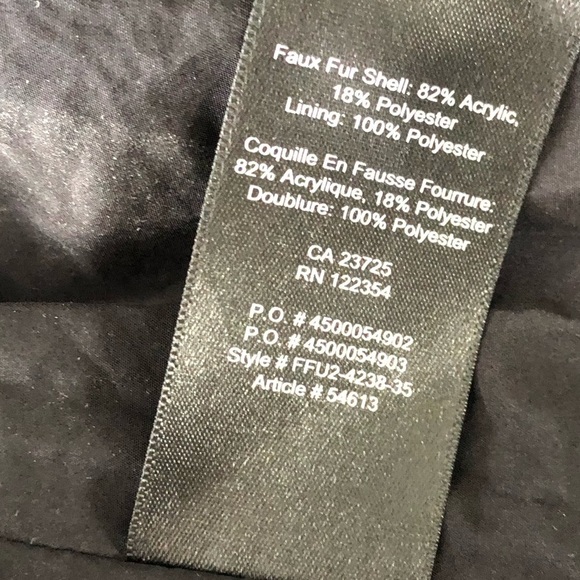 Faux Fur Shell: 82% Acrylic,
18% Polyester
Lining: 100% Polyester
Coquille En Fausse Fourrure:
82% Acrylique, 18% Polyester
Doublure: 100% Polyester
CA 23725
RN 122354
P.O. # 4500054902
P.O. # 4500054903
Style # FFU2-4238-35
Article # 54613